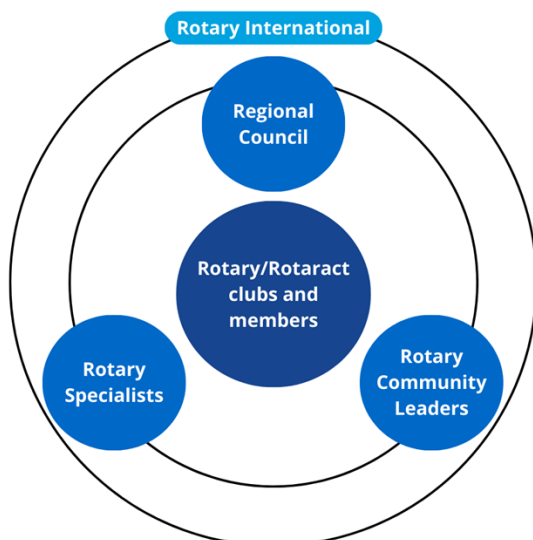 Rotary International
Regional
Council
Rotary/Rotaract
clubs and
members
Rotary
Specialists
Rotary
Community
Leaders